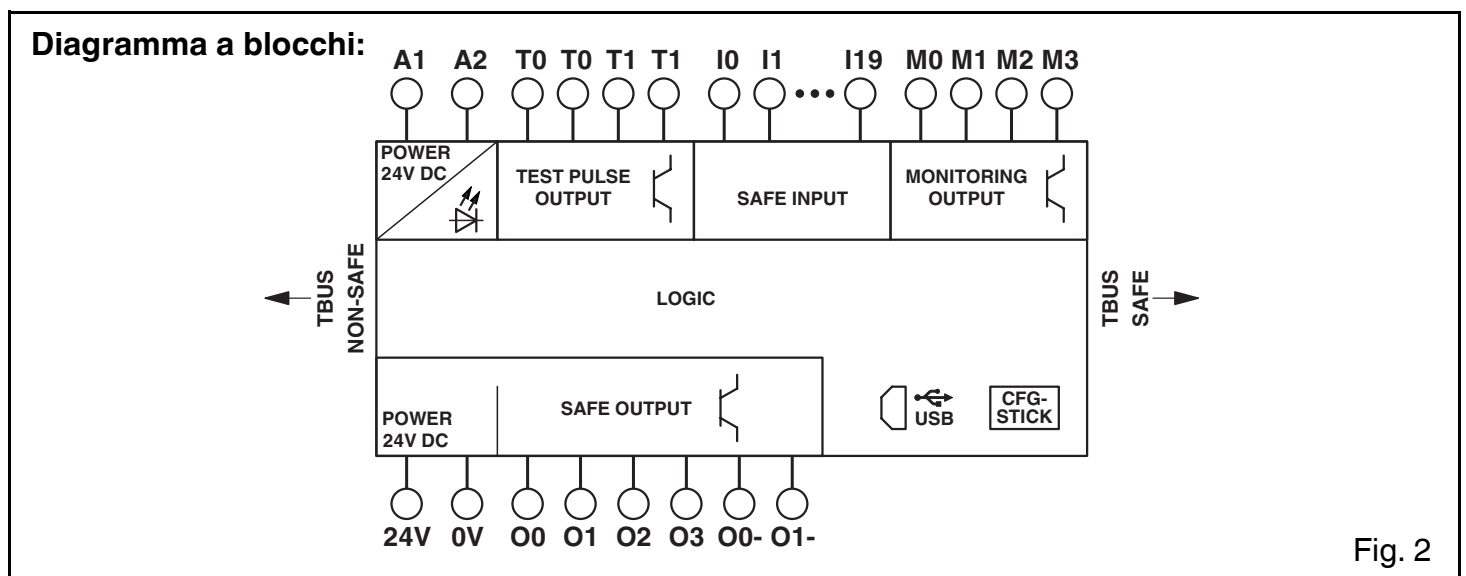 Diagramma a blocchi:
A1 A2 T0 T0 T1 T1 I0 I1 ••• I19 M0 M1 M2 M3
POWER
24V DC
TEST PULSE
OUTPUT
SAFE INPUT
MONITORING
OUTPUT
TBUS
NON-SAFE
LOGIC
TBUS
SAFE
POWER
24V DC
SAFE OUTPUT
USB
CFG-
STICK
24V 0V O0 O1 O2 O3 O0- O1-
Fig. 2